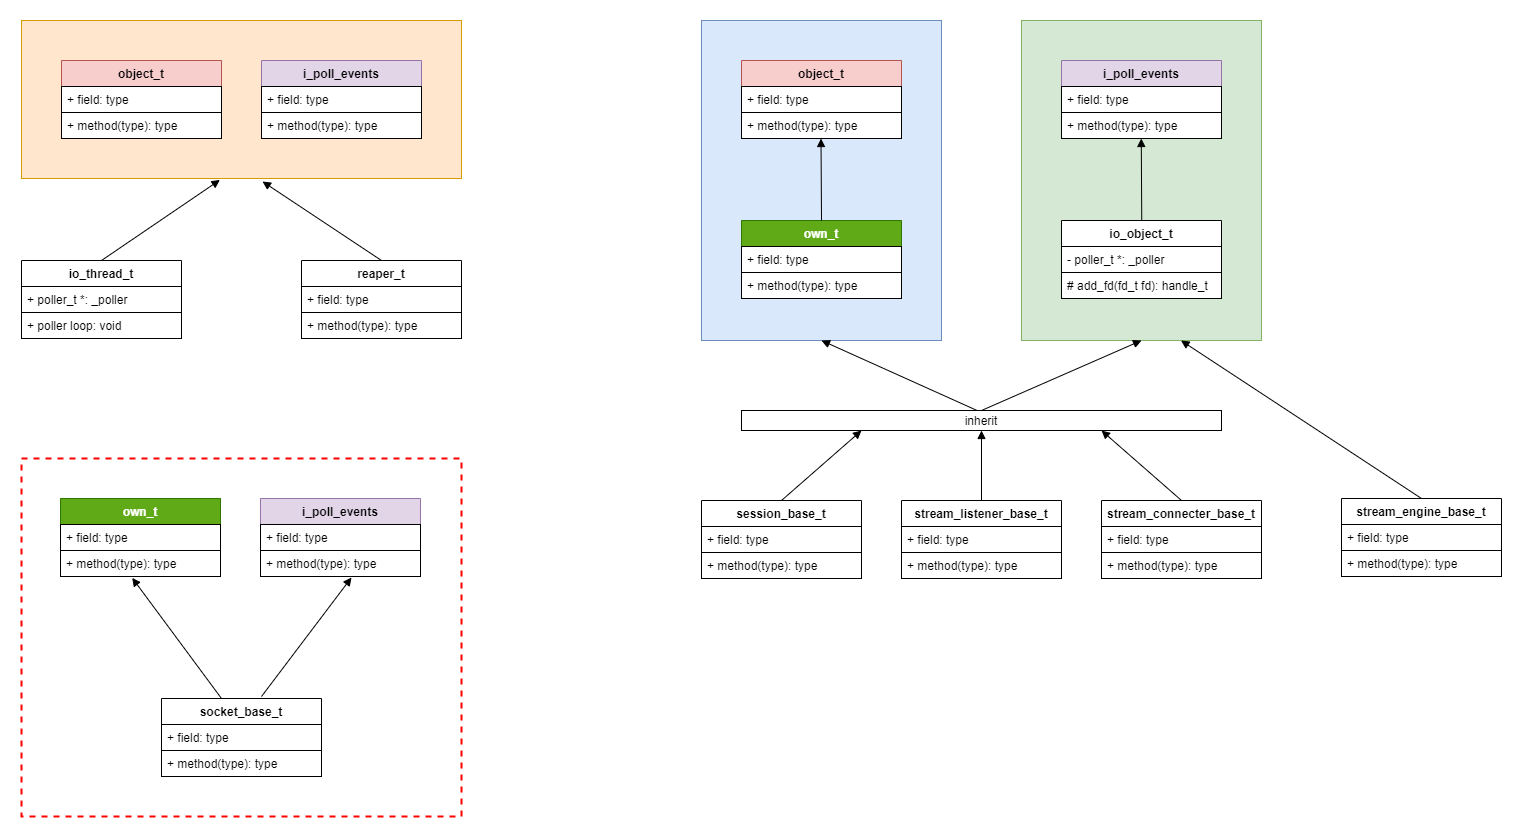 object_t
+ field: type
+ method(type): type
i_poll_events
+ field: type
+ method(type): type
io_thread_t
+ poller_t *: _poller
+ poller loop: void
reaper_t
+ field: type
+ method(type): type
own_t
+ field: type
+ method(type): type
i_poll_events
+ field: type
+ method(type): type
socket_base_t
+ field: type
+ method(type): type
object_t
+ field: type
+ method(type): type
own_t
+ field: type
+ method(type): type
i_poll_events
+ field: type
+ method(type): type
io_object_t
- poller_t *: _poller
# add_fd(fd_t fd): handle_t
inherit
session_base_t
+ field: type
+ method(type): type
stream_listener_base_t
+ field: type
+ method(type): type
stream_connecter_base_t
+ field: type
+ method(type): type
stream_engine_base_t
+ field: type
+ method(type): type